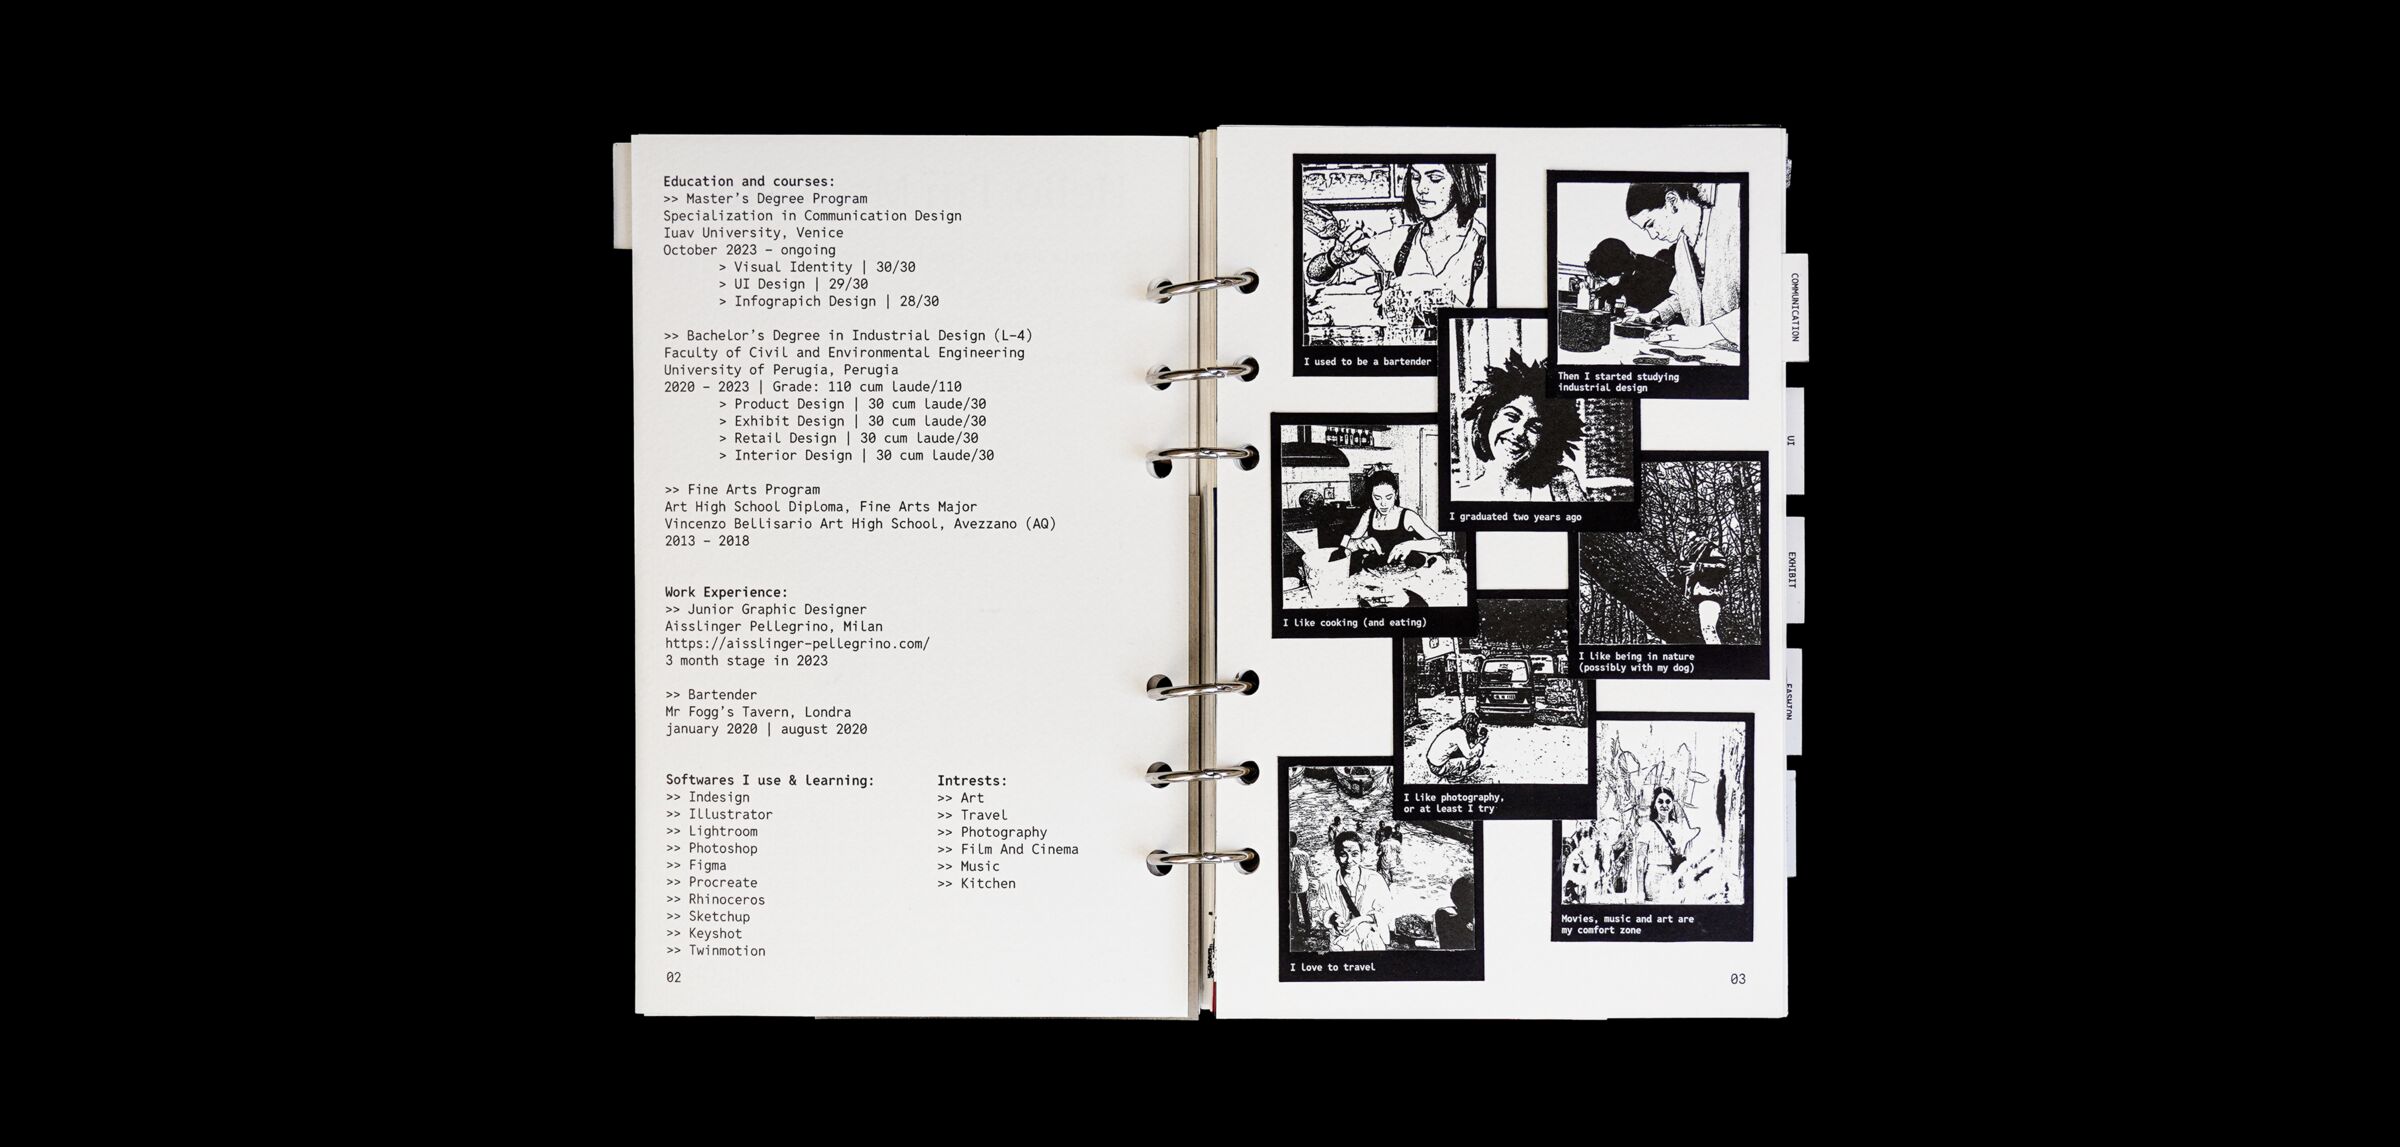 Education and courses:
>> Master's Degree Program
Specialization in Communication Design
Iuav University, Venice
October 2023 – ongoing
> Visual Identity | 30/30
> UI Design | 29/30
> Infograpich Design | 28/30
>> Bachelor's Degree in Industrial Design (L-4)
Faculty of Civil and Environmental Engineering
University of Perugia, Perugia
2020 – 2023 | Grade: 110 cum laude/110
> Product Design | 30 cum laude/30
> Exhibit Design | 30 cum laude/30
> Retail Design | 30 cum laude/30
> Interior Design | 30 cum laude/30
>> Fine Arts Program
Art High School Diploma, Fine Arts Major
Vincenzo Bellisario Art High School, Avezzano (AQ)
2013 – 2018
Work Experience:
>> Junior Graphic Designer
Aisslinger Pellegrino, Milan
https://aisslinger-pellegrino.com/
3 month stage in 2023
>> Bartender
Mr Fogg's Tavern, Londra
january 2020 | august 2020
Softwares I use & learning:
>> Indesign
>> Illustrator
>> Lightroom
>> Photoshop
>> Figma
>> Procreate
>> Rhinoceros
>> Sketchup
>> Keyshot
>> Twinmotion
Intrests:
>> Art
>> Travel
>> Photography
>> Film And Cinema
>> Music
>> Kitchen
02
I used to be a bartender
Then I started studying
industrial design
I graduated two years ago
I like cooking (and eating)
I like being in nature
(possibly with my dog)
I like photography,
or at least I try
Movies, music and art are
my comfort zone
I love to travel
03
COMMUNICATION
UI
EXHIBIT
FASHION